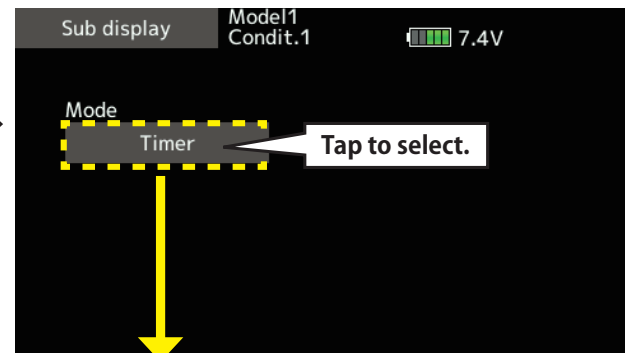 Sub display
Model1
Condit.1
7.4V
Mode
Timer
Tap to select.